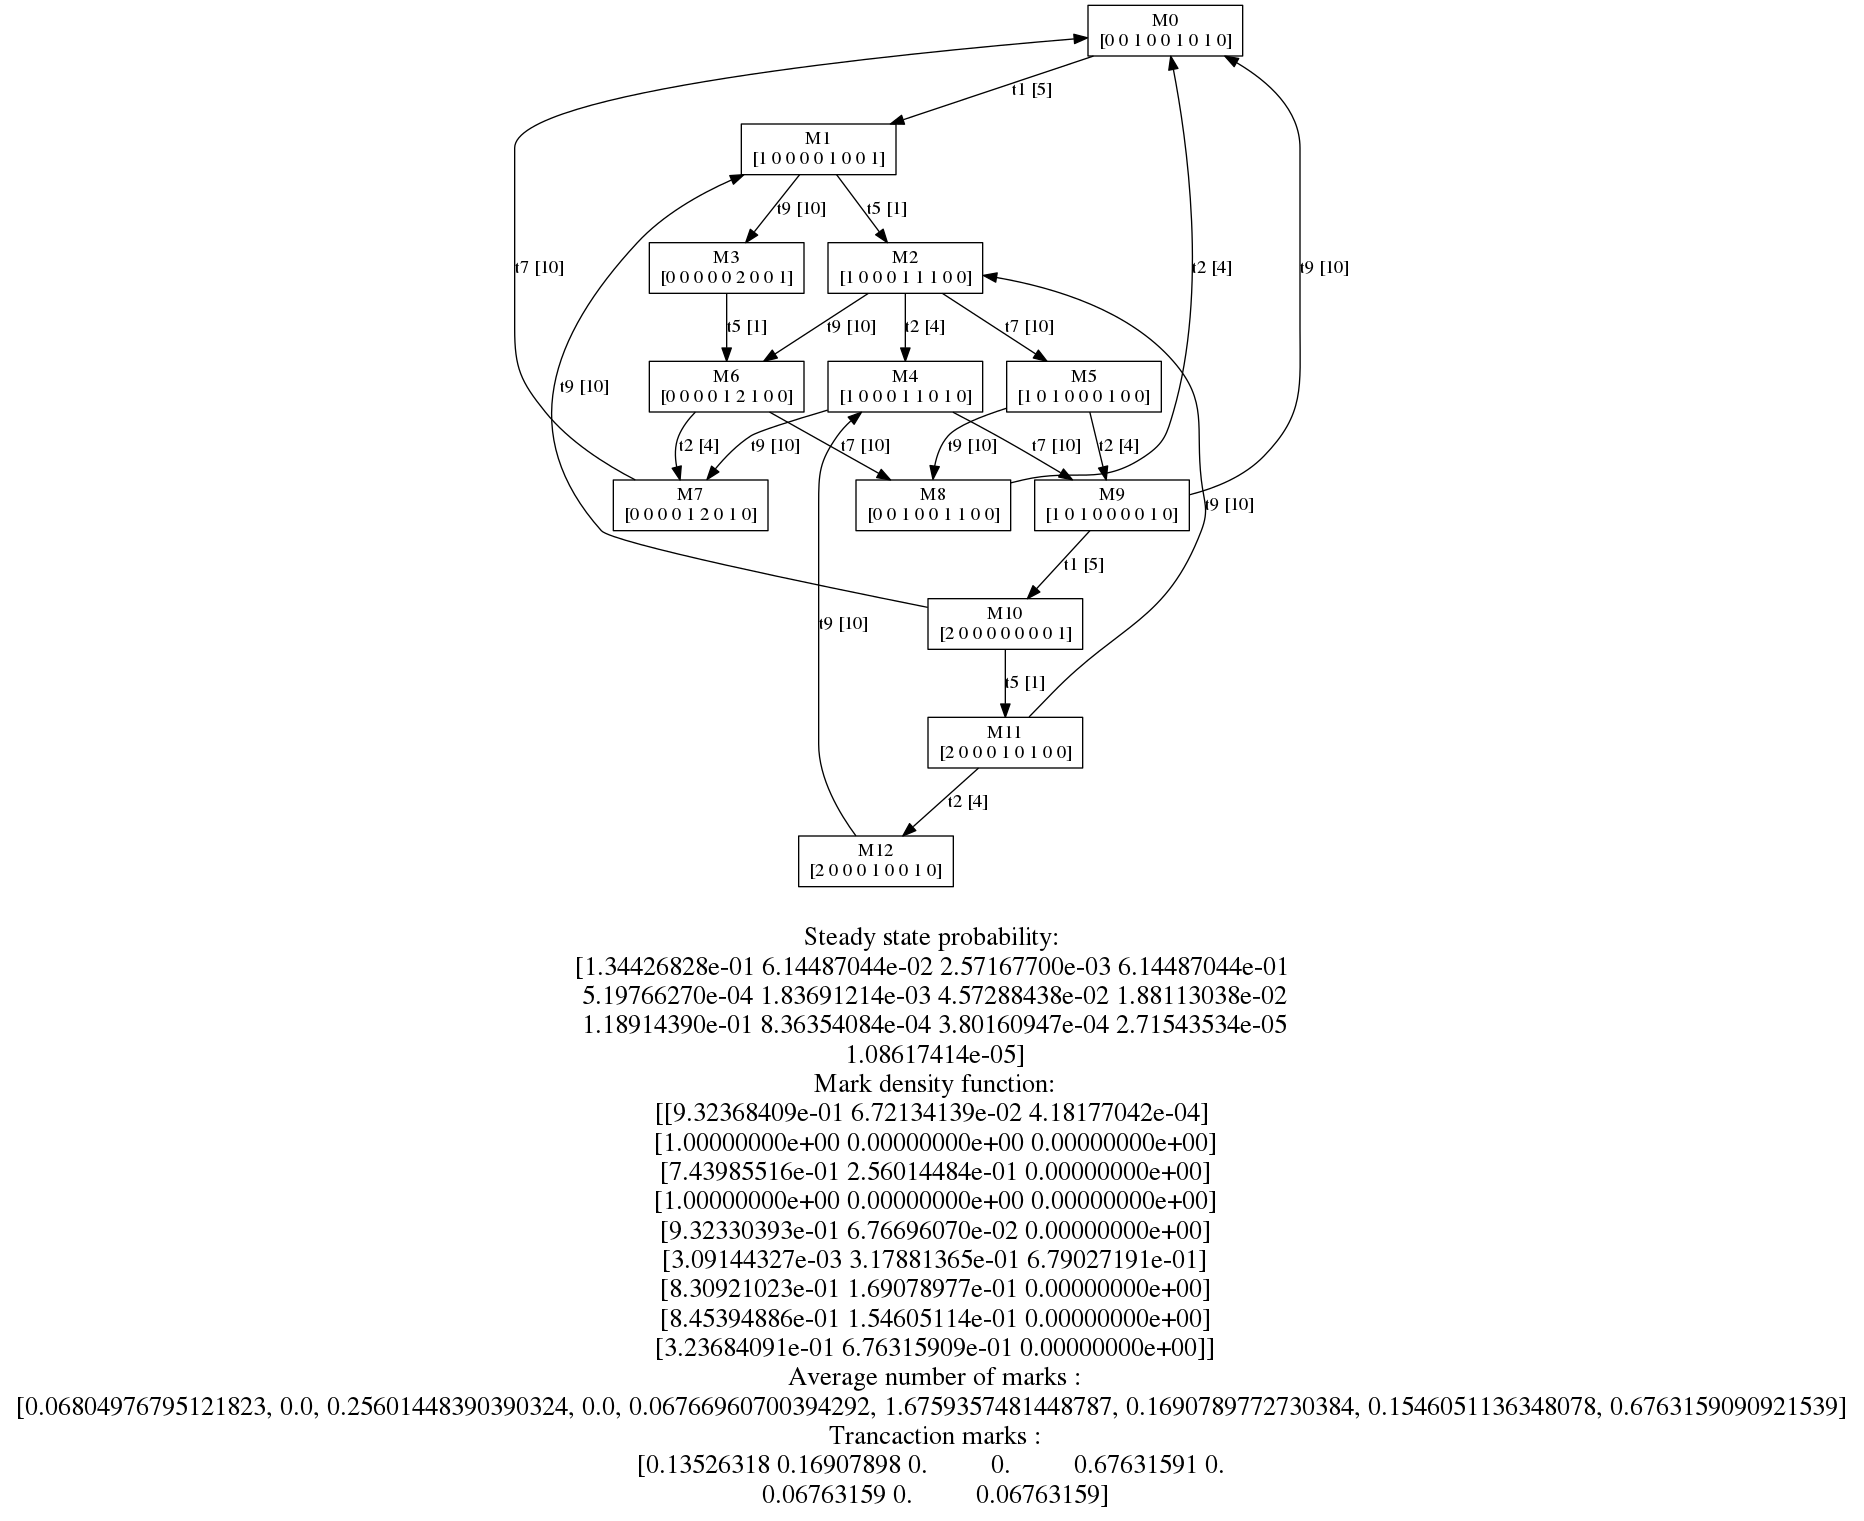 M0
[0 0 1 0 0 1 0 1 0]
t1 [5]
M1
[1 0 0 0 0 1 0 0 1]
t9 [10]
t5 [1]
M3
[0 0 0 0 0 2 0 0 1]
M2
[1 0 0 0 1 1 1 0 0]
t7 [10]
t2 [4]
t9 [10]
t5 [1]
t9 [10]
t2 [4]
t7 [10]
M6
[0 0 0 0 1 2 1 0 0]
M4
[1 0 0 0 1 1 0 1 0]
M5
[1 0 1 0 0 0 1 0 0]
t9 [10]
t2 [4]
t9 [10]
t7 [10]
t9 [10]
t7 [10]
t2 [4]
M7
[0 0 0 0 1 2 0 1 0]
M8
[0 0 1 0 0 1 1 0 0]
M9
[1 0 1 0 0 0 0 1 0]
t9 [10]
t1 [5]
M10
[2 0 0 0 0 0 0 0 1]
t9 [10]
t5 [1]
M11
[2 0 0 0 1 0 1 0 0]
t2 [4]
M12
[2 0 0 0 1 0 0 1 0]
Steady state probability:
[1.34426828e-01 6.14487044e-02 2.57167700e-03 6.14487044e-01
5.19766270e-04 1.83691214e-03 4.57288438e-02 1.88113038e-02
1.18914390e-01 8.36354084e-04 3.80160947e-04 2.71543534e-05
1.08617414e-05]
Mark density function:
[[9.32368409e-01 6.72134139e-02 4.18177042e-04]
[1.00000000e+00 0.00000000e+00 0.00000000e+00]
[7.43985516e-01 2.56014484e-01 0.00000000e+00]
[1.00000000e+00 0.00000000e+00 0.00000000e+00]
[9.32330393e-01 6.76696070e-02 0.00000000e+00]
[3.09144327e-03 3.17881365e-01 6.79027191e-01]
[8.30921023e-01 1.69078977e-01 0.00000000e+00]
[8.45394886e-01 1.54605114e-01 0.00000000e+00]
[3.23684091e-01 6.76315909e-01 0.00000000e+00]]
Average number of marks :
[0.06804976795121823, 0.0, 0.25601448390390324, 0.0, 0.06766960700394292, 1.6759357481448787, 0.1690789772730384, 0.1546051136348078, 0.6763159090921539]
Trancaction marks :
[0.13526318 0.16907898 0. 0. 0.67631591 0.
0.06763159 0. 0.06763159]